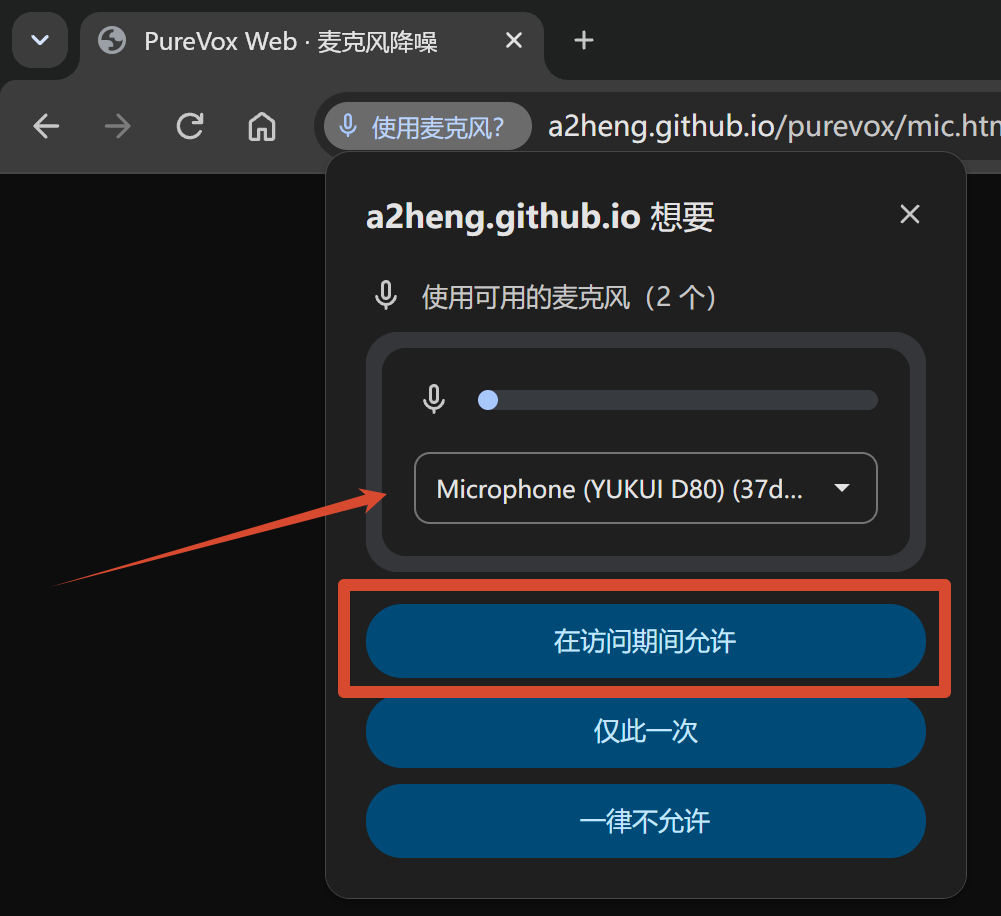 PureVox Web · 麦克风降噪
使用麦克风?
a2heng.github.io/purevox/mic.htm
a2heng.github.io 想要
使用可用的麦克风（2 个）
Microphone (YUKUI D80) (37d...
在访问期间允许
仅此一次
一律不允许